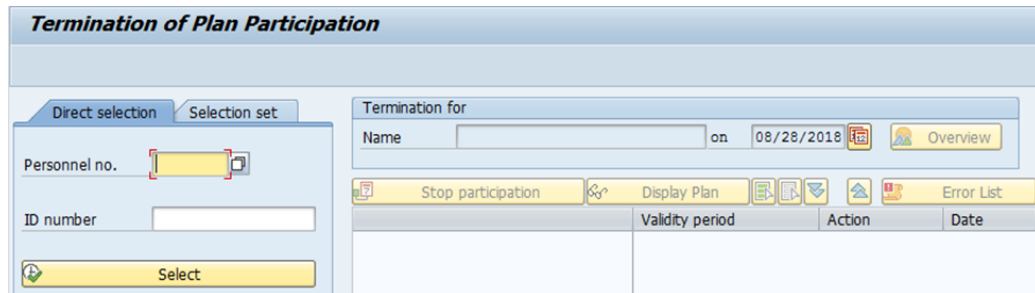 Termination of Plan Participation
Direct selection Selection set
Personnel no.
ID number
Select
Termination for
Name on 08/28/2018 Overview
Stop participation Display Plan Error List
Validity period Action Date